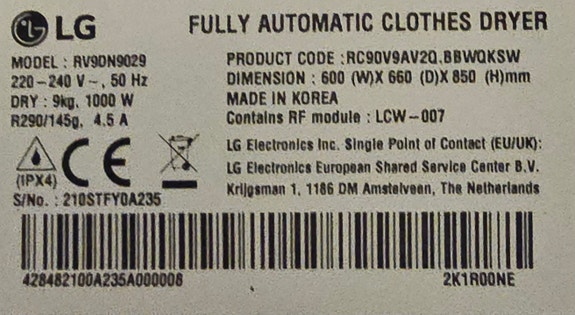 LG FULLY AUTOMATIC CLOTHES DRYER
MODEL : RV9DN9029
220-240 V~, 50 Hz
DRY : 9kg, 1000 W
R290/145g, 4.5 A
PRODUCT CODE : RC90V9AV2Q.BBWQKSW
DIMENSION : 600 (W)X 660 (D)X 850 (H)mm
MADE IN KOREA
Contains RF module : LCW-007
LG Electronics Inc. Single Point of Contact (EU/UK):
LG Electronics European Shared Service Center B.V.
Krijgsman 1, 1186 DM Amstelveen, The Netherlands
CE
(IPX4)
S/No. : 210STFY0A235
428482100A235A000008
2K1R00NE